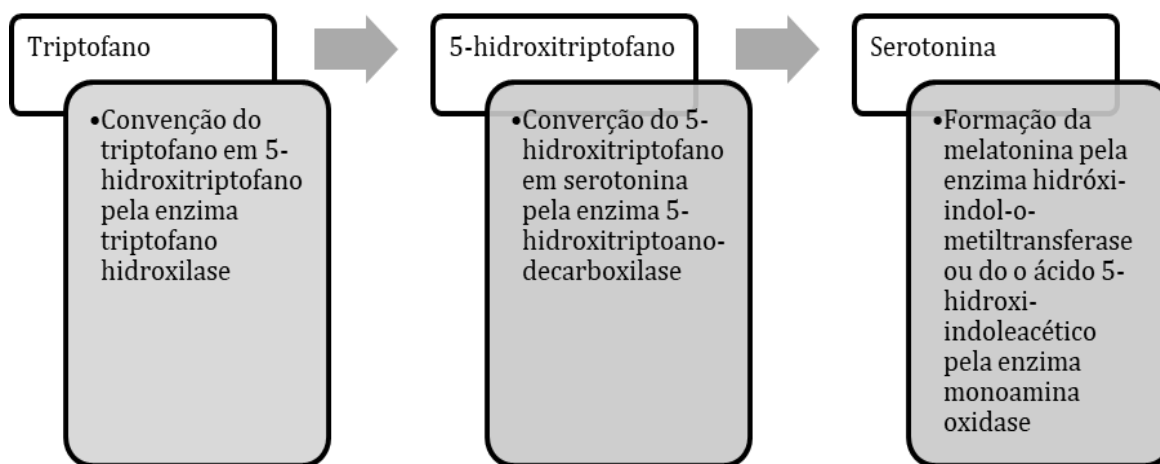 Triptofano
•Convenção do
triptofano em 5-
hidroxitriptofano
pela enzima
triptofano
hidroxilase
5-hidroxitriptofano
•Converção do 5-
hidroxitriptofano
em serotonina
pela enzima 5-
hidroxitriptoano-
decarboxilase
Serotonina
•Formação da
melatonina pela
enzima hidróxi-
indol-o-
metiltransferase
ou do o ácido 5-
hidroxi-
indoleacético
pela enzima
monoamina
oxidase